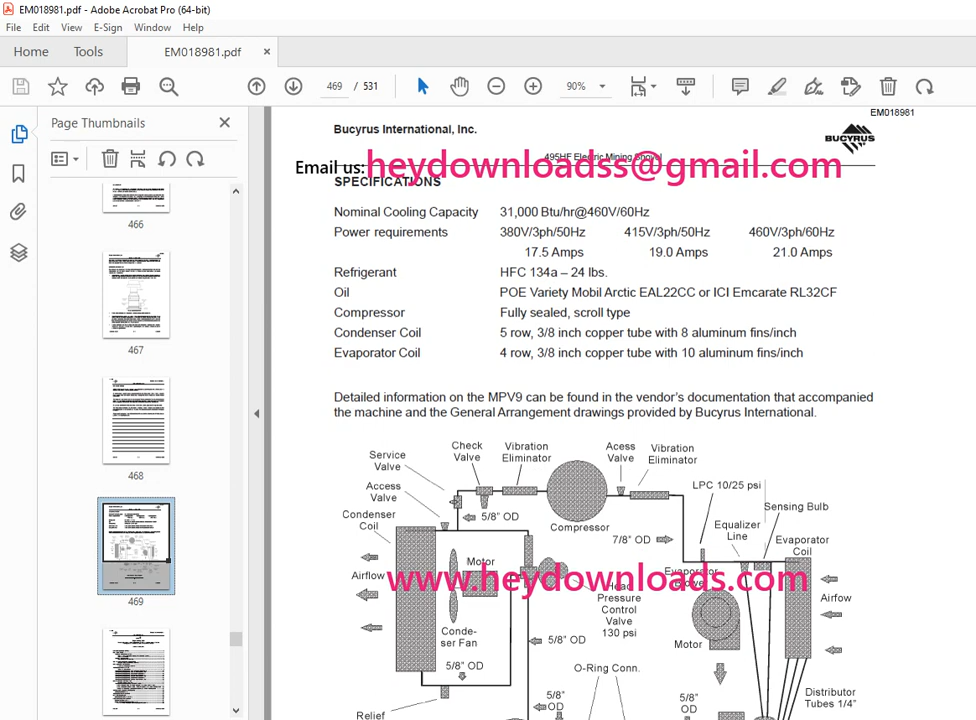 EM018981.pdf - Adobe Acrobat Pro (64-bit)
File Edit View E-Sign Window Help
Home Tools EM018981.pdf ×
469 / 531 90%
Page Thumbnails
466
467
468
469
EM018981
Bucyrus International, Inc.
BUCYRUS
495HF Electric Mining Shovel
Email us:heydownloadss@gmail.com
SPECIFICATIONS
Nominal Cooling Capacity 31,000 Btu/hr@460V/60Hz
Power requirements 380V/3ph/50Hz 415V/3ph/50Hz 460V/3ph/60Hz
17.5 Amps 19.0 Amps 21.0 Amps
Refrigerant HFC 134a – 24 lbs.
Oil POE Variety Mobil Arctic EAL22CC or ICI Emcarate RL32CF
Compressor Fully sealed, scroll type
Condenser Coil 5 row, 3/8 inch copper tube with 8 aluminum fins/inch
Evaporator Coil 4 row, 3/8 inch copper tube with 10 aluminum fins/inch
Detailed information on the MPV9 can be found in the vendor's documentation that accompanied
the machine and the General Arrangement drawings provided by Bucyrus International.
Service
Valve
Check
Valve
Vibration
Eliminator
Acess
Valve
Vibration
Eliminator
Access
Valve
LPC 10/25 psi
Sensing Bulb
Condenser
Coil
5/8" OD
Compressor
7/8" OD
Equalizer
Line
Evaporator
Coil
Motor
Airflow
www.heydownloads.com
Evaporator
Head
Pressure
Control
Valve
130 psi
Airfow
Conde-
ser Fan
5/8" OD
Motor
5/8" OD
O-Ring Conn.
5/8"
OD
5/8"
OD
Distributor
Tubes 1/4"
Relief